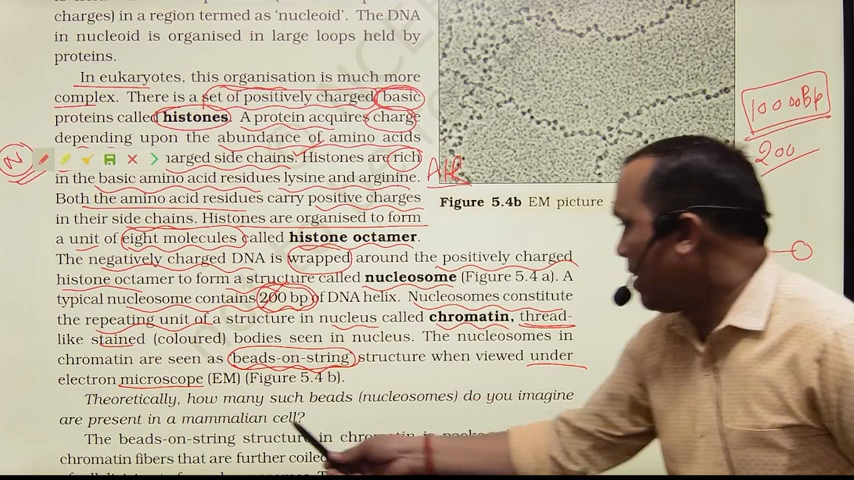 charges) in a region termed as ‘nucleoid’. The DNA
in nucleoid is organised in large loops held by
proteins.
In eukaryotes, this organisation is much more
complex. There is a set of positively charged, basic
proteins called histones. A protein acquires charge
depending upon the abundance of amino acids
N
charged side chains. Histones are rich
in the basic amino acid residues lysine and arginine.
Both the amino acid residues carry positive charges
in their side chains. Histones are organised to form
a unit of eight molecules called histone octamer.
The negatively charged DNA is wrapped around the positively charged
histone octamer to form a structure called nucleosome (Figure 5.4 a). A
typical nucleosome contains 200 bp of DNA helix. Nucleosomes constitute
the repeating unit of a structure in nucleus called chromatin, thread-
like stained (coloured) bodies seen in nucleus. The nucleosomes in
chromatin are seen as beads-on-string structure when viewed under
electron microscope (EM) (Figure 5.4 b).
Theoretically, how many such beads (nucleosomes) do you imagine
are present in a mammalian cell?
The beads-on-string structure in chromatin is
chromatin fibers that are further
Figure 5.4b EM picture
200